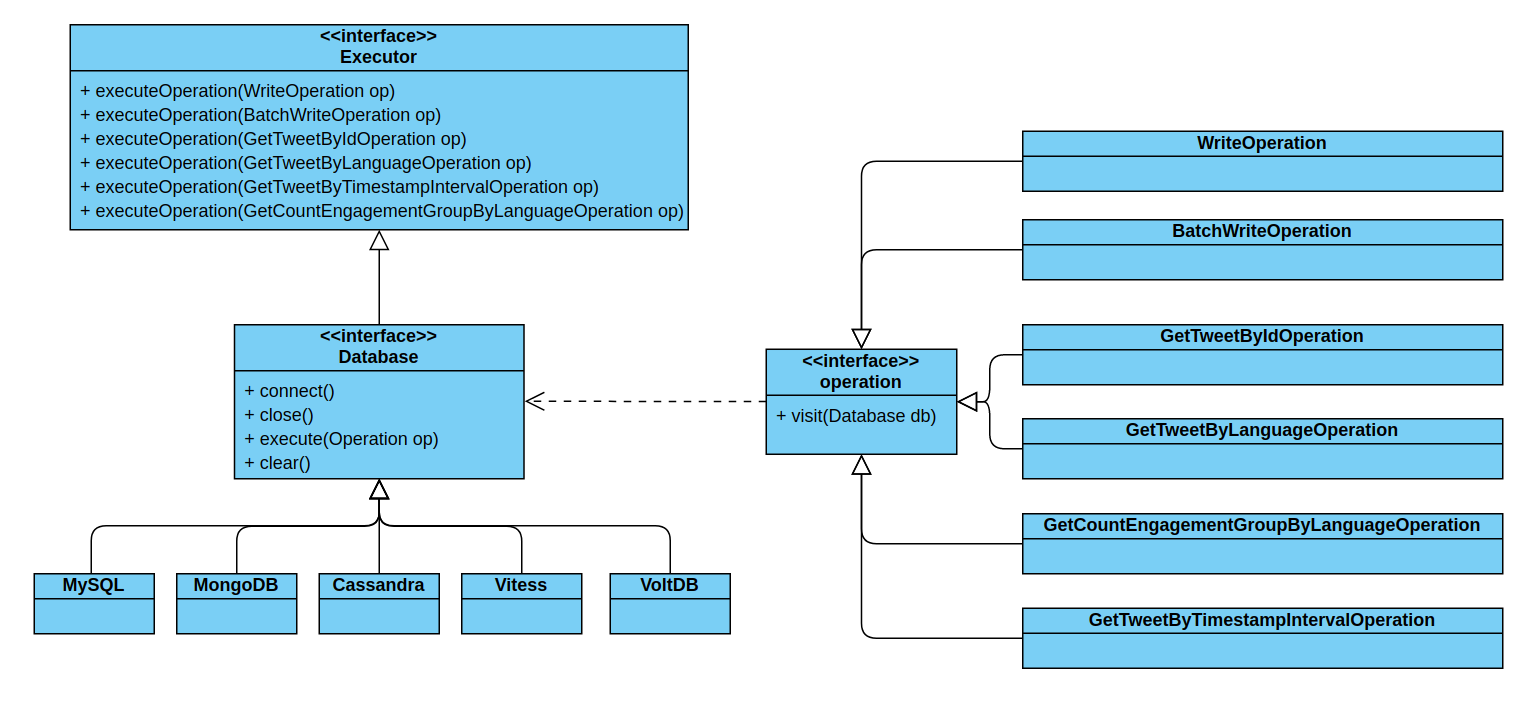 <<interface>>
Executor
+ executeOperation(WriteOperation op)
+ executeOperation(BatchWriteOperation op)
+ executeOperation(GetTweetByIdOperation op)
+ executeOperation(GetTweetByLanguageOperation op)
+ executeOperation(GetTweetByTimestampIntervalOperation op)
+ executeOperation(GetCountEngagementGroupByLanguageOperation op)
<<interface>>
Database
+ connect()
+ close()
+ execute(Operation op)
+ clear()
MySQL
MongoDB
Cassandra
Vitess
VoltDB
<<interface>>
operation
+ visit(Database db)
WriteOperation
BatchWriteOperation
GetTweetByIdOperation
GetTweetByLanguageOperation
GetCountEngagementGroupByLanguageOperation
GetTweetByTimestampIntervalOperation